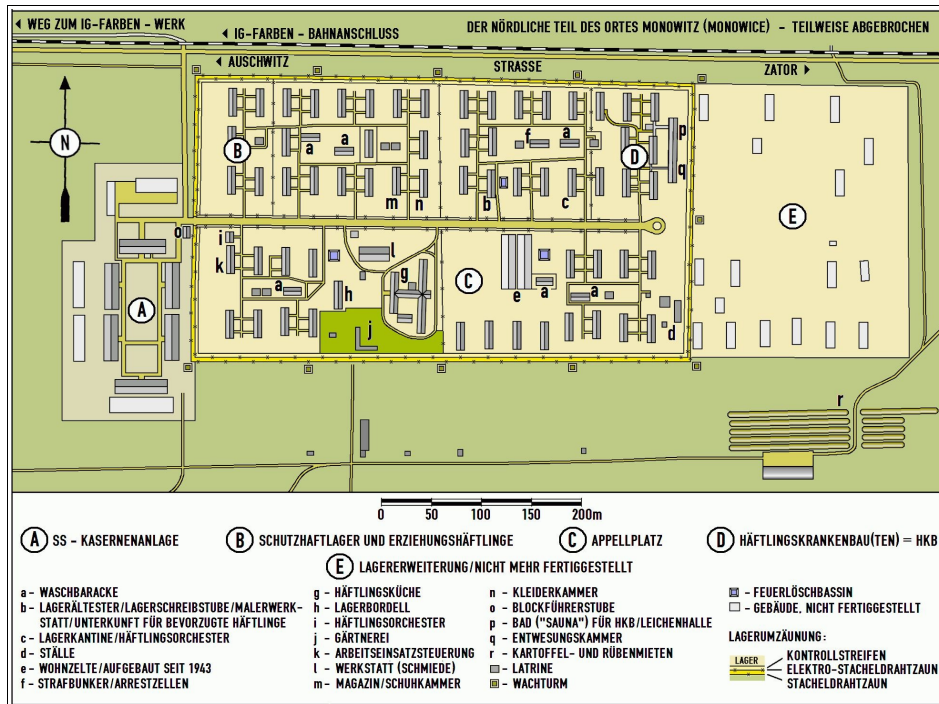 WEG ZUM IG-FARBEN - WERK
IG-FARBEN - BAHNANSCHLUSS
DER NÖRDLICHE TEIL DES ORTES MONOWITZ (MONOWICE) - TEILWEISE ABGEBROCHEN
AUSCHWITZ
STRASSE
ZATOR
N
B
a
a
f
a
D
p
q
m
n
b
c
E
o
i
k
l
g
a
h
C
e
a
a
A
j
d
r
0 50 100 150 200m
A SS - KASERNENANLAGE
B SCHUTZHAFTLAGER UND ERZIEHUNGSHÄFTLINGE
C APPELLPLATZ
D HÄFTLINGSKRANKENBAU(TEN) = HKB
E LAGERERWEITERUNG/NICHT MEHR FERTIGGESTELLT
a - WASCHBARACKE
b - LAGERÄLTESTER/LAGERSCHREIBSTUBE/MALERWERK-
STATT/UNTERKUNFT FÜR BEVORZUGTE HÄFTLINGE
c - LAGERKANTINE/HÄFTLINGSORCHESTER
d - STÄLLE
e - WOHNZELTE/AUFGEBAUT SEIT 1943
f - STRAFBUNKER/ARRESTZELLEN
g - HÄFTLINGSKÜCHE
h - LAGERBORDELL
i - HÄFTLINGSORCHESTER
j - GÄRTNEREI
k - ARBEITSEINSATZSTEUERUNG
l - WERKSTATT (SCHMIEDE)
m - MAGAZIN/SCHUHKAMMER
n - KLEIDERKAMMER
o - BLOCKFÜHRERSTUBE
p - BAD ("SAUNA") FÜR HKB/LEICHENHALLE
q - ENTWESUNGSKAMMER
r - KARTOFFEL- UND RÜBENMIETEN
- LATRINE
- WACHTURM
- FEUERLÖSCHBASSIN
- GEBÄUDE, NICHT FERTIGGESTELLT
LAGERUMZÄUNUNG:
LAGER
KONTROLLSTREIFEN
ELEKTRO-STACHELDRAHTZAUN
STACHELDRAHTZAUN